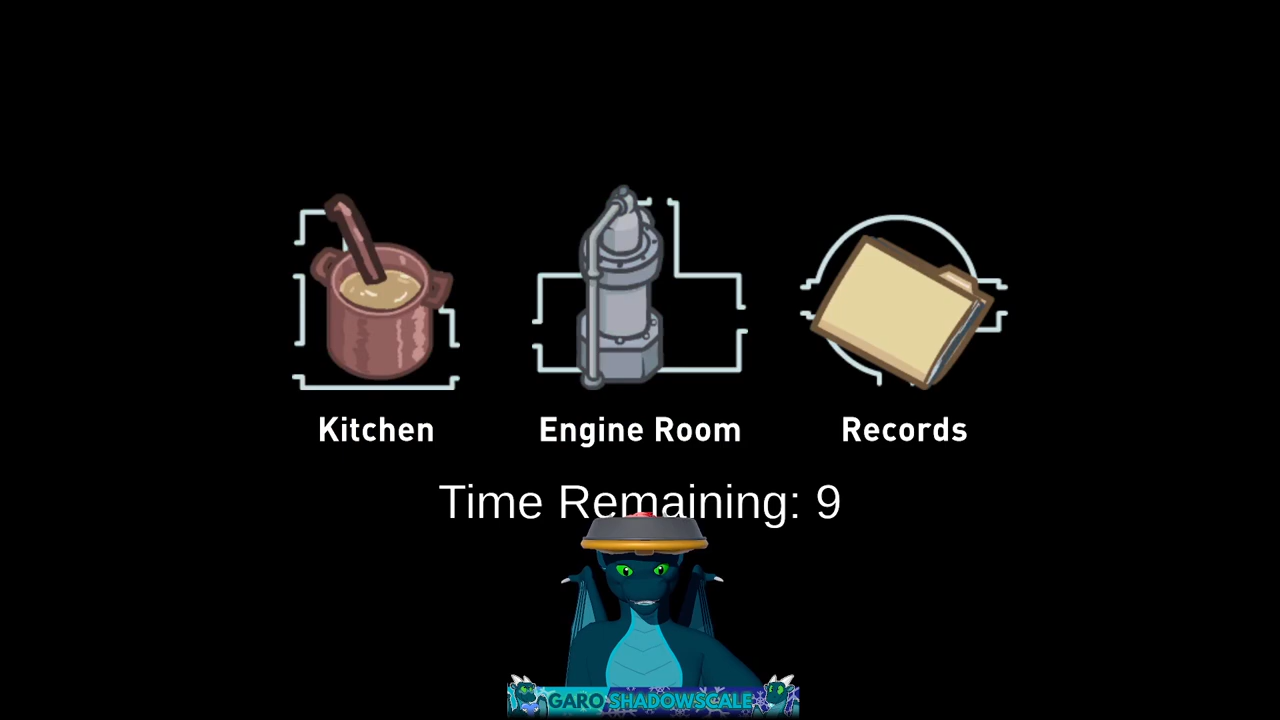 Kitchen
Engine Room
Records
Time Remaining: 9
GARO SHADOWSCALE